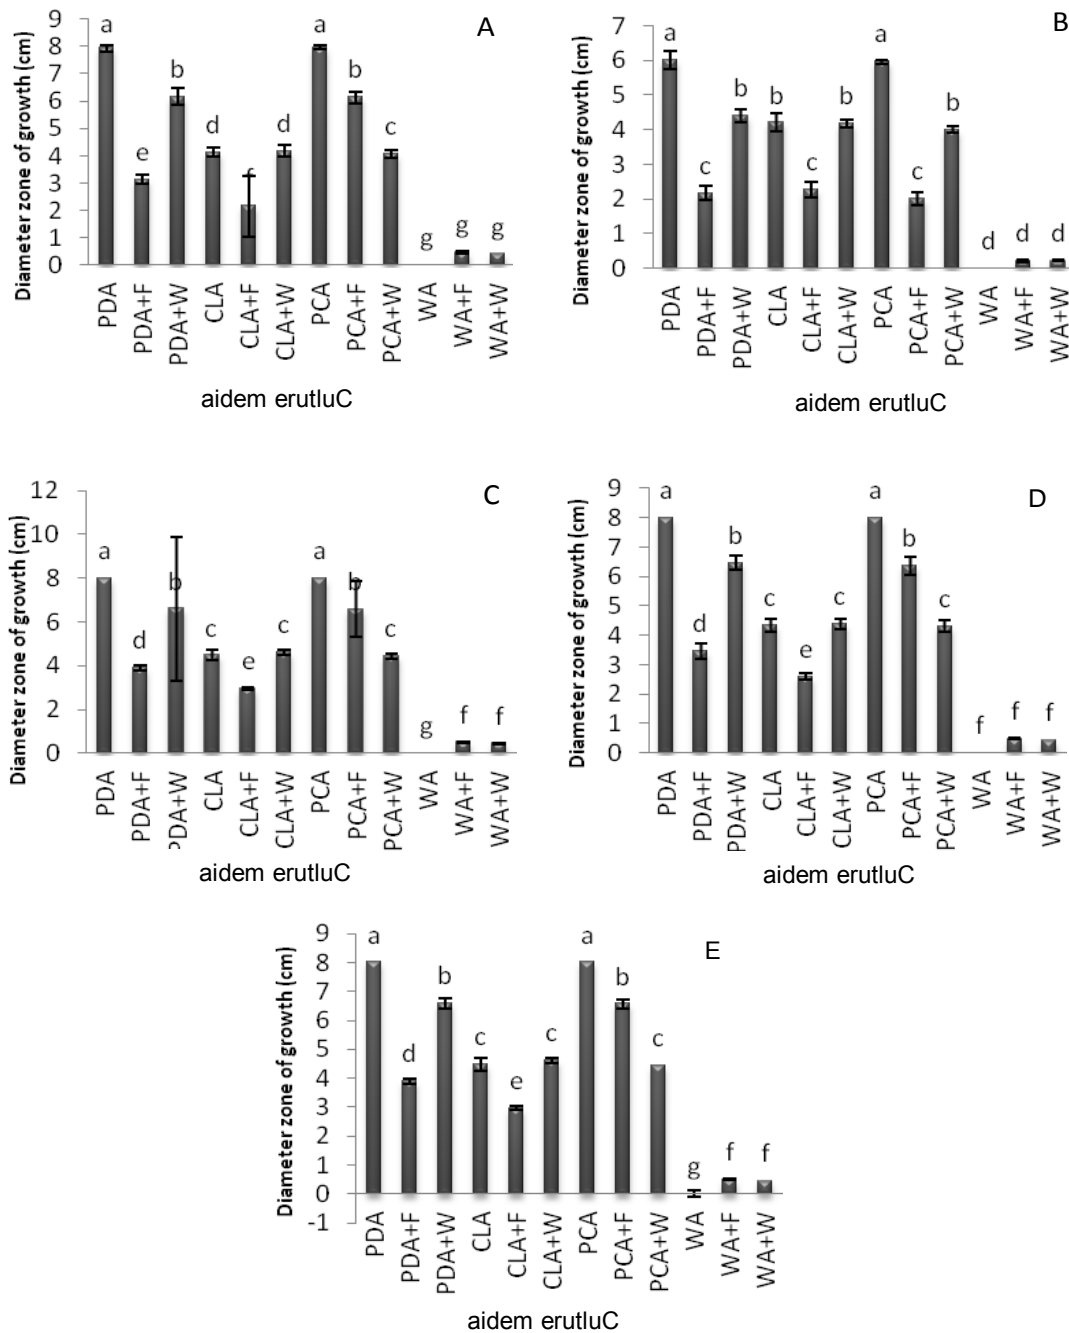 A
Diameter zone of growth (cm)
9
8
7
6
5
4
3
2
1
0
a e b d f d a b c g g g
PDA PDA+F PDA+W CLA CLA+F CLA+W PCA PCA+F PCA+W WA WA+F WA+W
aidem erutluC
B
Diameter zone of growth (cm)
7
6
5
4
3
2
1
0
a c b b c b a c b d d d
PDA PDA+F PDA+W CLA CLA+F CLA+W PCA PCA+F PCA+W WA WA+F WA+W
aidem erutluC
C
Diameter zone of growth (cm)
12
10
8
6
4
2
0
a d b c e c a b c g f f
PDA PDA+F PDA+W CLA CLA+F CLA+W PCA PCA+F PCA+W WA WA+F WA+W
aidem erutluC
D
Diameter zone of growth (cm)
9
8
7
6
5
4
3
2
1
0
a d b c e c a b c f f f
PDA PDA+F PDA+W CLA CLA+F CLA+W PCA PCA+F PCA+W WA WA+F WA+W
aidem erutluC
E
Diameter zone of growth (cm)
9
8
7
6
5
4
3
2
1
0
-1
a d b c e c a b c g f f
PDA PDA+F PDA+W CLA CLA+F CLA+W PCA PCA+F PCA+W WA WA+F WA+W
aidem erutluC